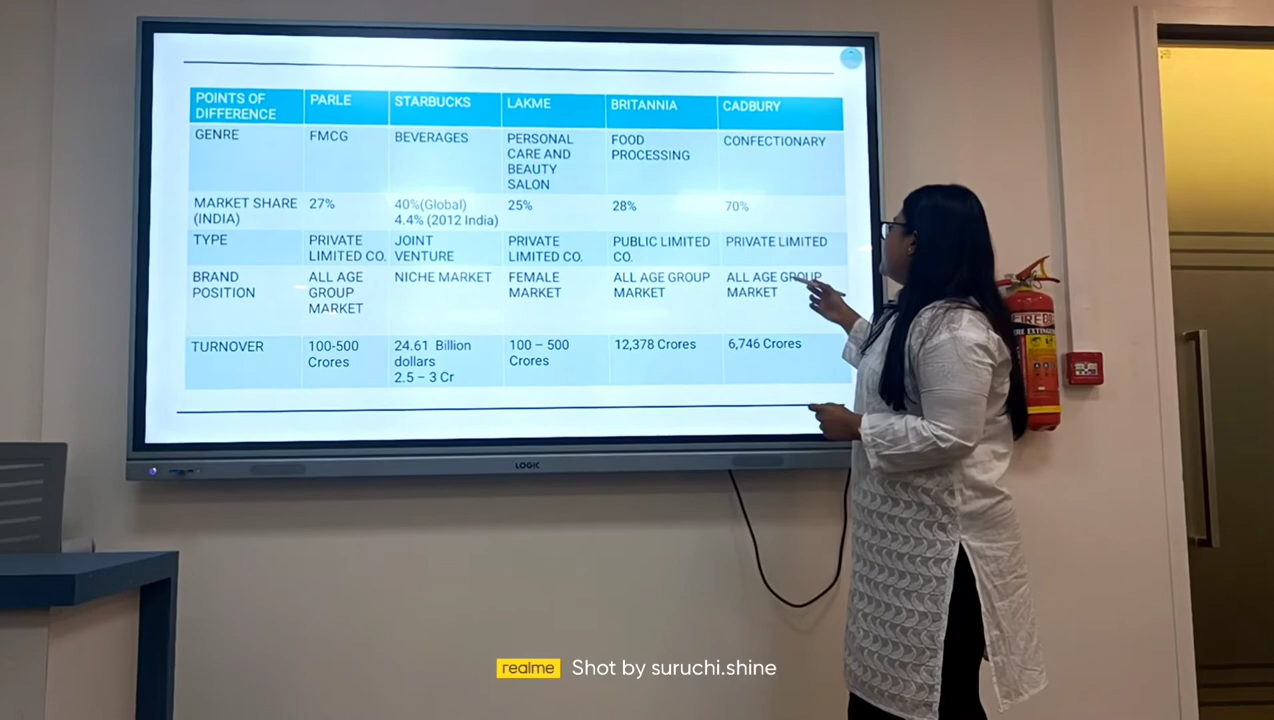 POINTS OF DIFFERENCE PARLE STARBUCKS LAKME BRITANNIA CADBURY
GENRE FMCG BEVERAGES PERSONAL CARE AND BEAUTY SALON FOOD PROCESSING CONFECTIONARY
MARKET SHARE (INDIA) 27% 40%(Global) 4.4% (2012 India) 25% 28% 70%
TYPE PRIVATE LIMITED CO. JOINT VENTURE PRIVATE LIMITED CO. PUBLIC LIMITED CO. PRIVATE LIMITED
BRAND POSITION ALL AGE GROUP MARKET NICHE MARKET FEMALE MARKET ALL AGE GROUP MARKET ALL AGE GROUP MARKET
TURNOVER 100-500 Crores 24.61 Billion dollars 2.5 – 3 Cr 100 – 500 Crores 12,378 Crores 6,746 Crores
LOGIC
realme Shot by suruchi.shine